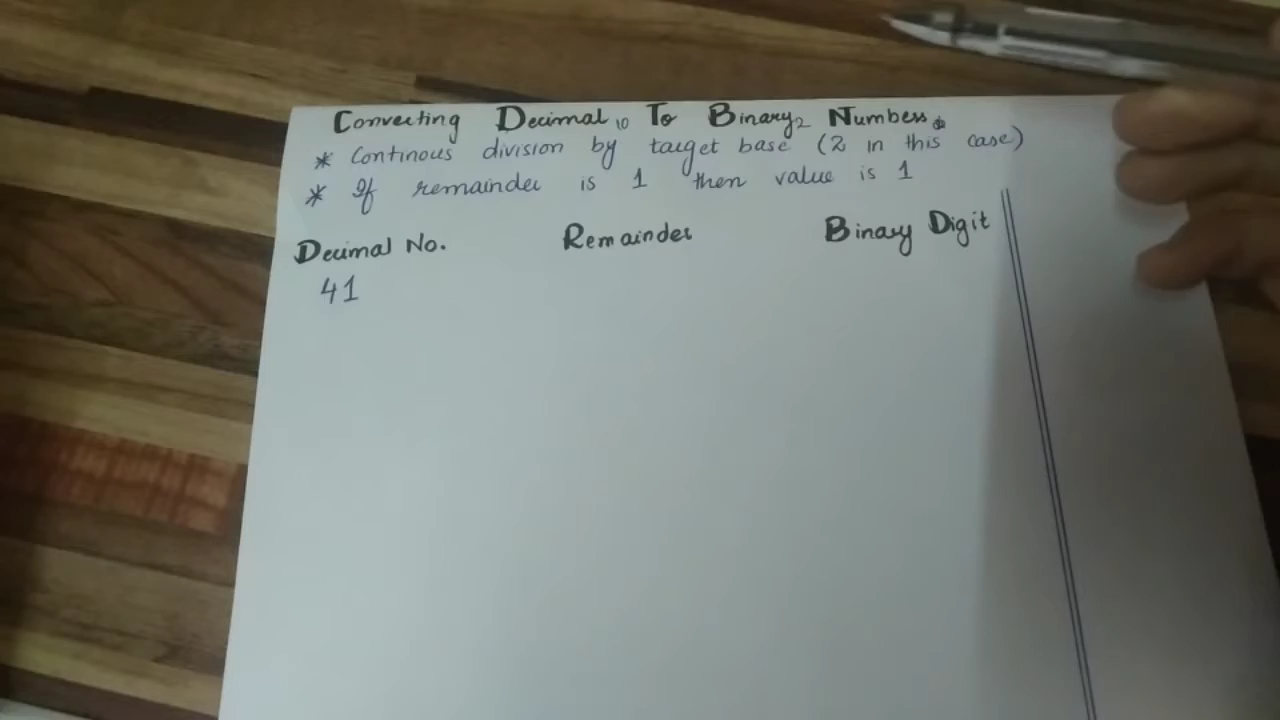 Converting Decimal₁₀ To Binary₂ Numbers
* Continous division by target base (2 in this case)
* If remainder is 1 then value is 1
Decimal No. Remainder Binary Digit
41